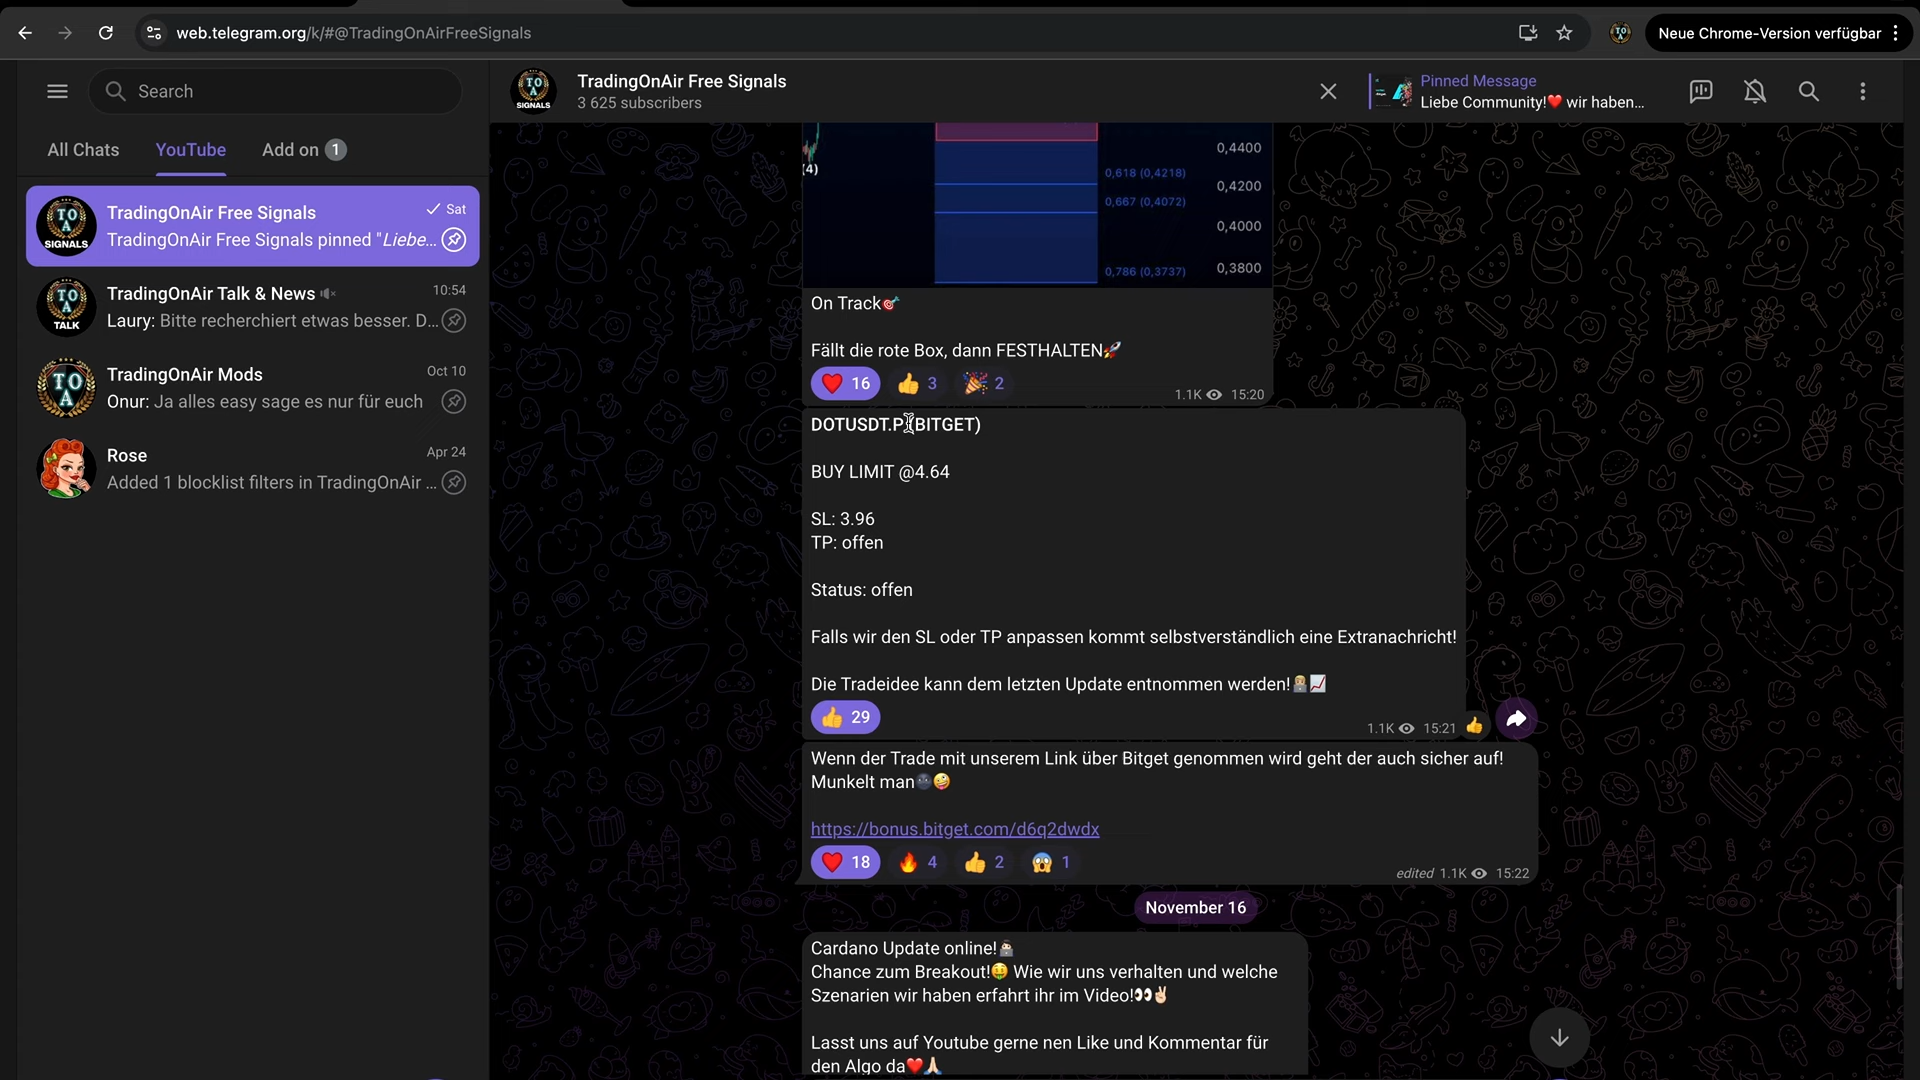 web.telegram.org/k/#@TradingOnAirFreeSignals
Neue Chrome-Version verfügbar
Search
All Chats
YouTube
Add on 1
TOA SIGNALS
TradingOnAir Free Signals
Sat
TradingOnAir Free Signals pinned "Liebe...
TOA TALK
TradingOnAir Talk & News
10:54
Laury: Bitte recherchiert etwas besser. D...
TOA
TradingOnAir Mods
Oct 10
Onur: Ja alles easy sage es nur für euch
Rose
Apr 24
Added 1 blocklist filters in TradingOnAir ...
TOA SIGNALS
TradingOnAir Free Signals
3 625 subscribers
Pinned Message
Liebe Community!❤️ wir haben...
(4)
0,618 (0,4218)
0,667 (0,4072)
0,786 (0,3737)
0,4400
0,4200
0,4000
0,3800
On Track🎯
Fällt die rote Box, dann FESTHALTEN🚀
❤️ 16 👍 3 🎉 2
1.1K 15:20
DOTUSDT.P (BITGET)
BUY LIMIT @4.64
SL: 3.96
TP: offen
Status: offen
Falls wir den SL oder TP anpassen kommt selbstverständlich eine Extranachricht!
Die Tradeidee kann dem letzten Update entnommen werden!👨🏼‍💻📈
👍 29
1.1K 15:21
Wenn der Trade mit unserem Link über Bitget genommen wird geht der auch sicher auf!
Munkelt man🌚🤪
https://bonus.bitget.com/d6q2dwdx
❤️ 18 🔥 4 👍 2 😱 1
edited 1.1K 15:22
November 16
Cardano Update online!👨🏻‍💻
Chance zum Breakout!🤑 Wie wir uns verhalten und welche
Szenarien wir haben erfahrt ihr im Video!👀✌🏻
Lasst uns auf Youtube gerne nen Like und Kommentar für
den Algo da❤️🙏🏻